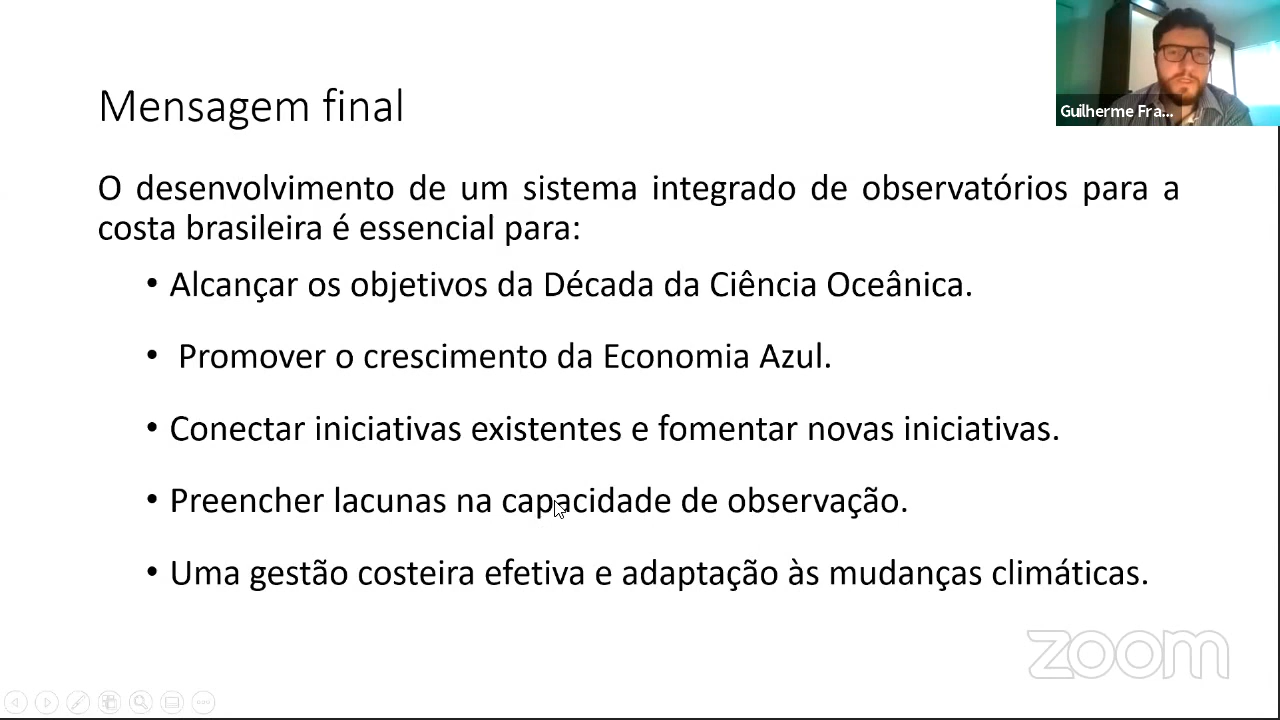 Mensagem final
Guilherme Fra...
O desenvolvimento de um sistema integrado de observatórios para a
costa brasileira é essencial para:
• Alcançar os objetivos da Década da Ciência Oceânica.
• Promover o crescimento da Economia Azul.
• Conectar iniciativas existentes e fomentar novas iniciativas.
• Preencher lacunas na capacidade de observação.
• Uma gestão costeira efetiva e adaptação às mudanças climáticas.
zoom